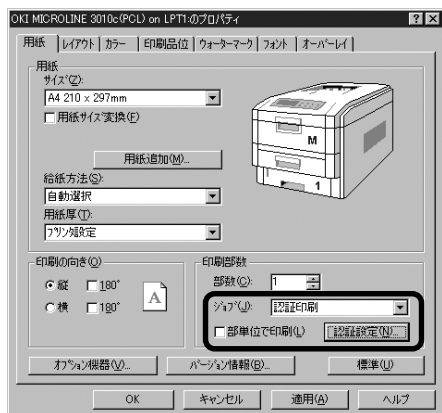 OKI MICROLINE 3010c(PCL) on LPT1:のプロパティ
用紙 レイアウト カラー 印刷品位 ウォーターマーク フォント オーバーレイ
用紙
サイズ(Z):
A4 210 x 297mm
用紙サイズ変換(F)
用紙追加(M)...
給紙方法(S):
自動選択
用紙厚(T):
プリンタ設定
M
1
印刷の向き(O)
縦 180°
横 180°
A
印刷部数
部数(C): 1
ジョブ(J): 認証印刷
部単位で印刷(L) 認証設定(N)...
オプション機器(V)... バージョン情報(B)... 標準(U)
OK キャンセル 適用(A) ヘルプ